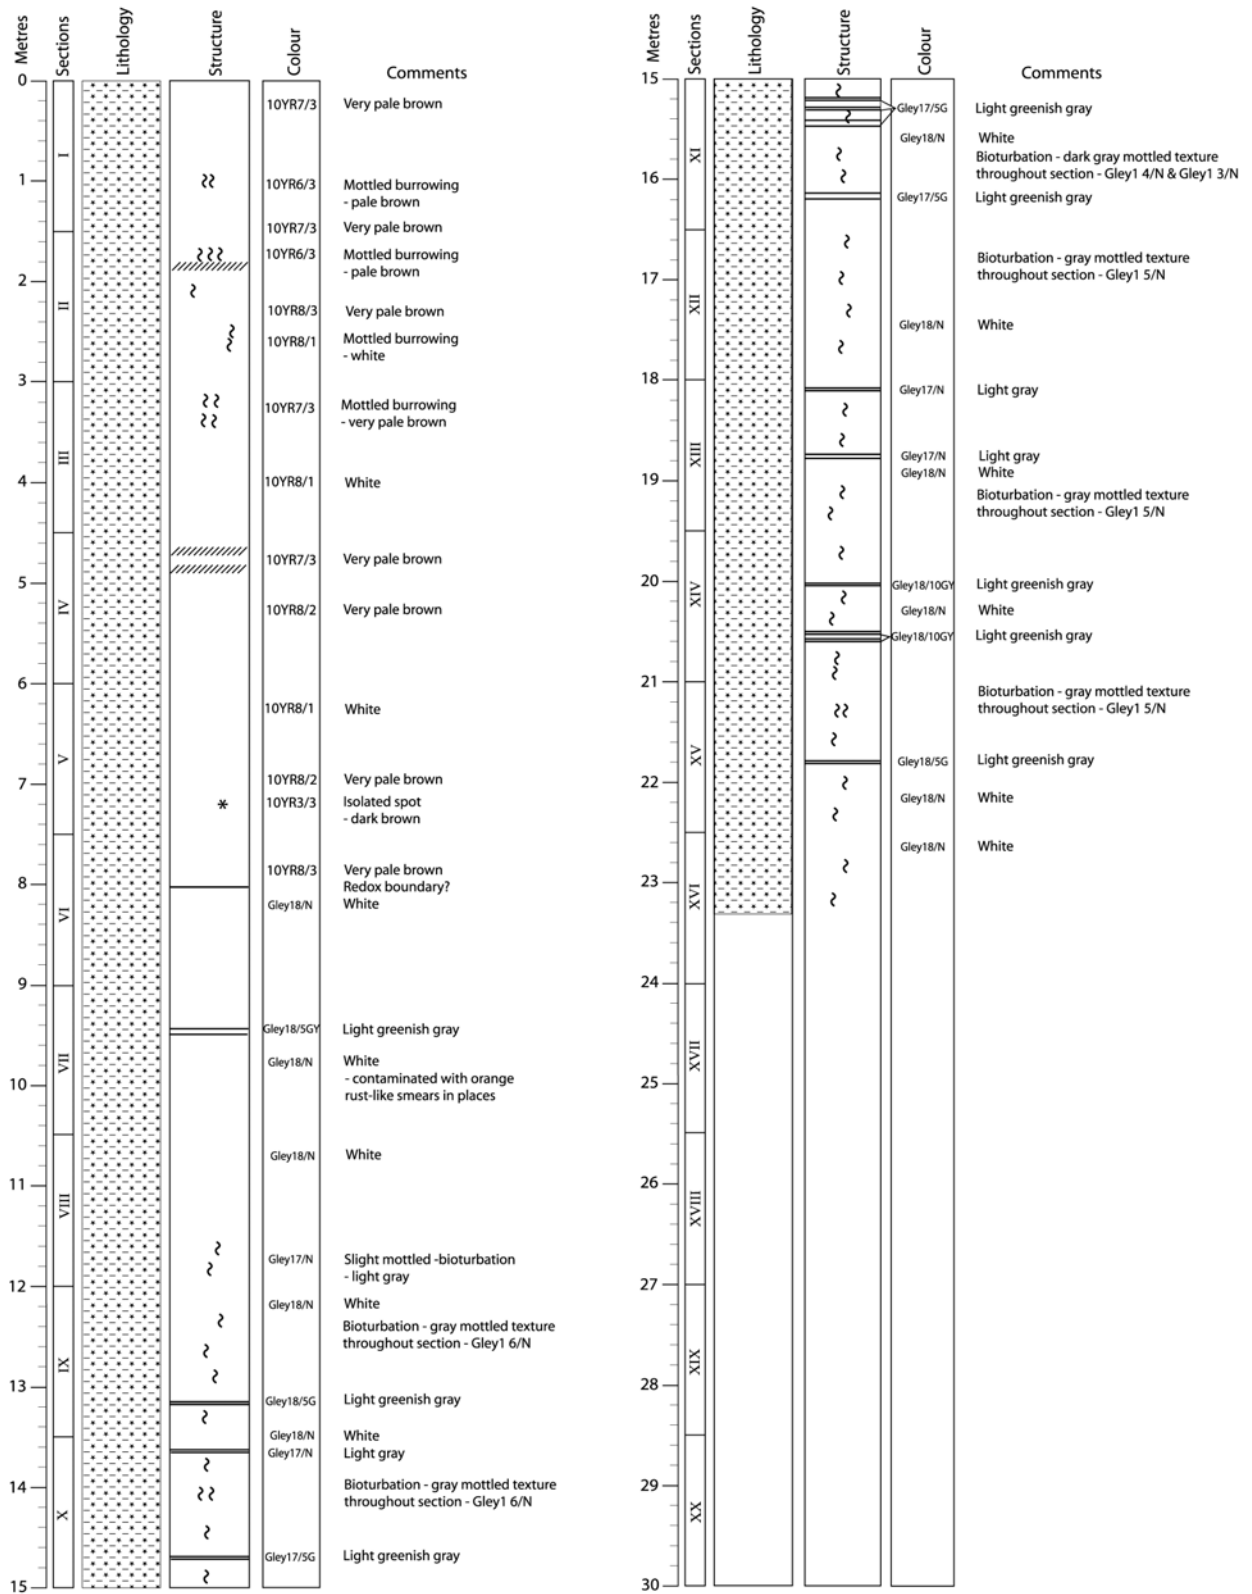 Metres
Sections
Lithology
Structure
Colour
Comments
0
1
2
3
4
5
6
7
8
9
10
11
12
13
14
15
I
II
III
IV
V
VI
VII
VIII
IX
X
10YR7/3 Very pale brown
10YR6/3 Mottled burrowing
- pale brown
10YR7/3 Very pale brown
10YR6/3 Mottled burrowing
- pale brown
10YR8/3 Very pale brown
10YR8/1 Mottled burrowing
- white
10YR7/3 Mottled burrowing
- very pale brown
10YR8/1 White
10YR7/3 Very pale brown
10YR8/2 Very pale brown
10YR8/1 White
10YR8/2 Very pale brown
*
10YR3/3 Isolated spot
- dark brown
10YR8/3 Very pale brown
Redox boundary?
Gley18/N White
Gley18/5GY Light greenish gray
Gley18/N White
- contaminated with orange
rust-like smears in places
Gley18/N White
Gley17/N Slight mottled -bioturbation
- light gray
Gley18/N White
Bioturbation - gray mottled texture
throughout section - Gley1 6/N
Gley18/5G Light greenish gray
Gley18/N White
Gley17/N Light gray
Bioturbation - gray mottled texture
throughout section - Gley1 6/N
Gley17/5G Light greenish gray
Metres
Sections
Lithology
Structure
Colour
Comments
15
16
17
18
19
20
21
22
23
24
25
26
27
28
29
30
XI
XII
XIII
XIV
XV
XVI
XVII
XVIII
XIX
XX
Gley17/5G Light greenish gray
Gley18/N White
Bioturbation - dark gray mottled texture
throughout section - Gley1 4/N & Gley1 3/N
Gley17/5G Light greenish gray
Bioturbation - gray mottled texture
throughout section - Gley1 5/N
Gley18/N White
Gley17/N Light gray
Gley17/N Light gray
Gley18/N White
Bioturbation - gray mottled texture
throughout section - Gley1 5/N
Gley18/10GY Light greenish gray
Gley18/N White
Gley18/10GY Light greenish gray
Bioturbation - gray mottled texture
throughout section - Gley1 5/N
Gley18/5G Light greenish gray
Gley18/N White
Gley18/N White